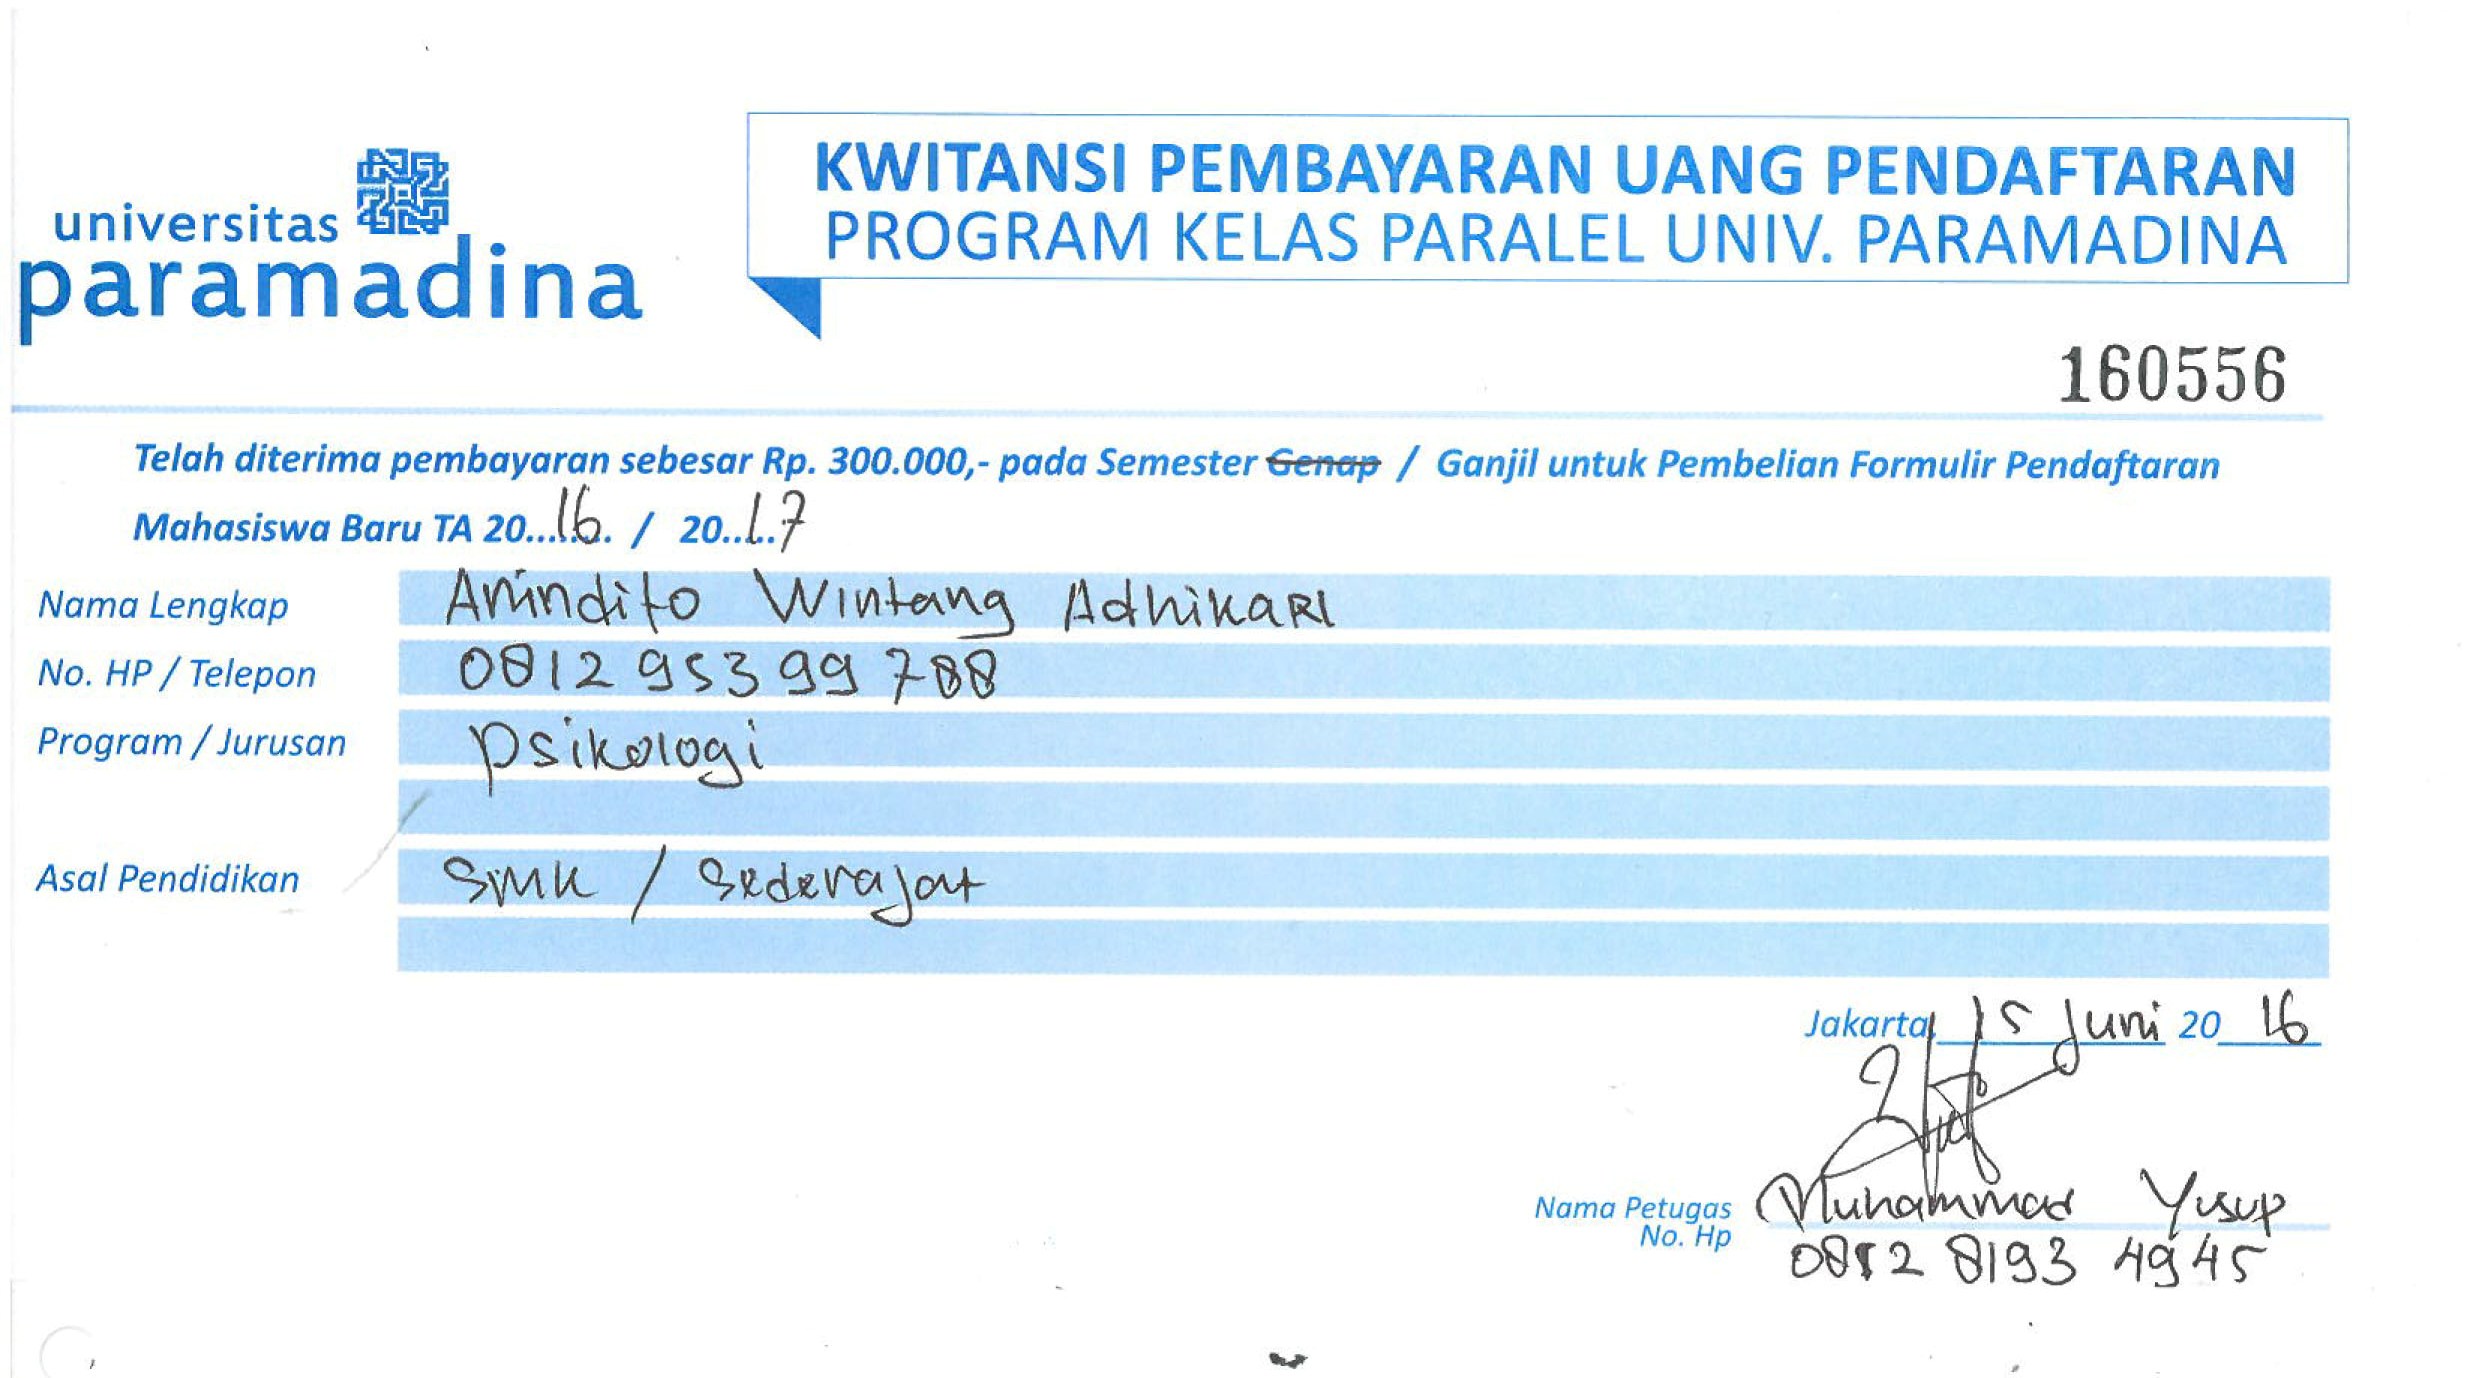 universitas
paramadina
KWITANSI PEMBAYARAN UANG PENDAFTARAN
PROGRAM KELAS PARALEL UNIV. PARAMADINA
160556
Telah diterima pembayaran sebesar Rp. 300.000,- pada Semester Genap / Ganjil untuk Pembelian Formulir Pendaftaran
Mahasiswa Baru TA 20...16. / 20..17
Nama Lengkap Anindito Wintang AdhikaRI
No. HP / Telepon 0812 953 99 788
Program / Jurusan psikologi
Asal Pendidikan SMK / Sederajat
Jakarta, 15 Juni 20 16
Nama Petugas Muhammad Yusup
No. Hp 0812 8193 4945